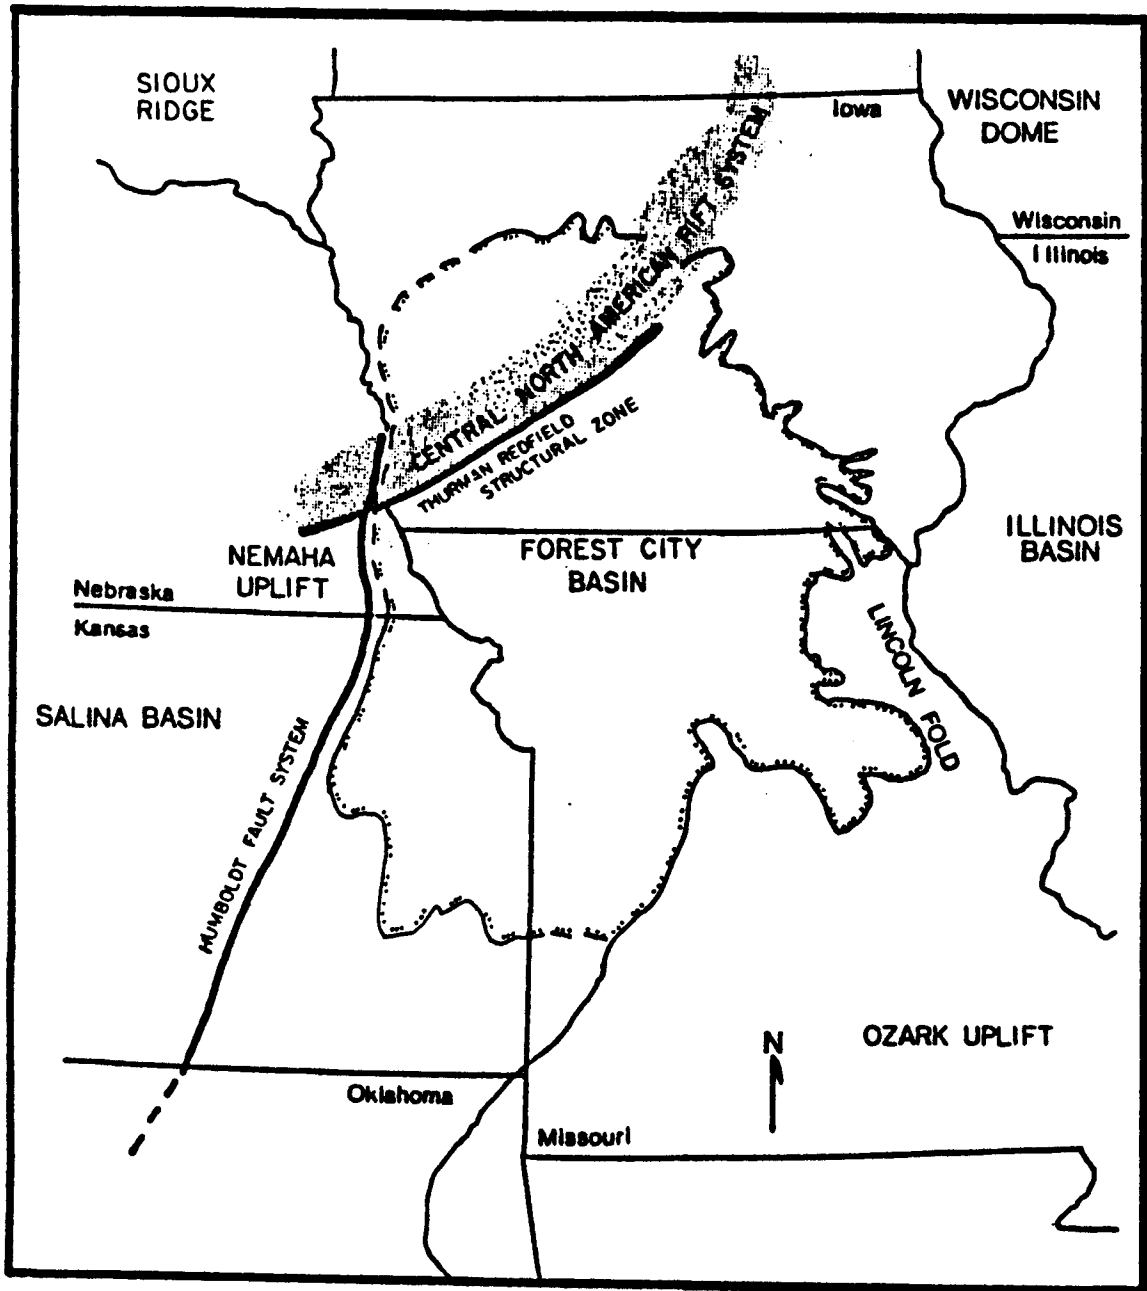 SIOUX
RIDGE
Iowa
WISCONSIN
DOME
Wisconsin
Illinois
CENTRAL NORTH AMERICAN RIFT SYSTEM
THURMAN REDFIELD
STRUCTURAL ZONE
NEMAHA
UPLIFT
FOREST CITY
BASIN
ILLINOIS
BASIN
Nebraska
Kansas
LINCOLN FOLD
SALINA BASIN
HUMBOLDT FAULT SYSTEM
N
OZARK UPLIFT
Oklahoma
Missouri